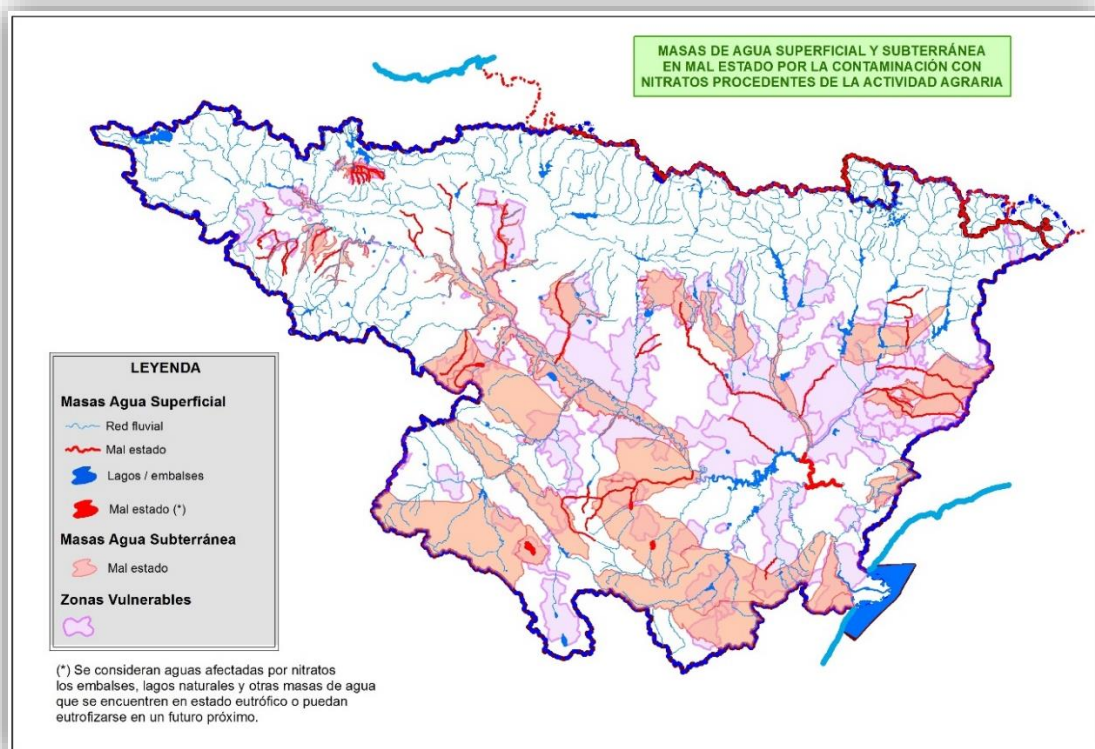 MASAS DE AGUA SUPERFICIAL Y SUBTERRÁNEA
EN MAL ESTADO POR LA CONTAMINACIÓN CON
NITRATOS PROCEDENTES DE LA ACTIVIDAD AGRARIA
LEYENDA
Masas Agua Superficial
Red fluvial
Mal estado
Lagos / embalses
Mal estado (*)
Masas Agua Subterránea
Mal estado
Zonas Vulnerables
(*) Se consideran aguas afectadas por nitratos
los embalses, lagos naturales y otras masas de agua
que se encuentren en estado eutrófico o puedan
eutrofizarse en un futuro próximo.